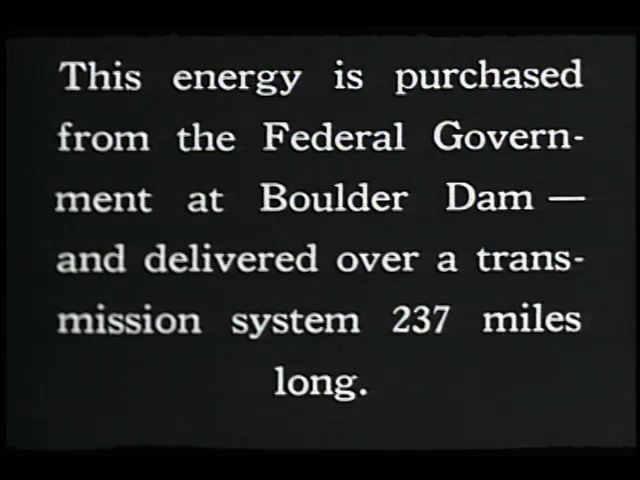 This energy is purchased
from the Federal Govern-
ment at Boulder Dam —
and delivered over a trans-
mission system 237 miles
long.